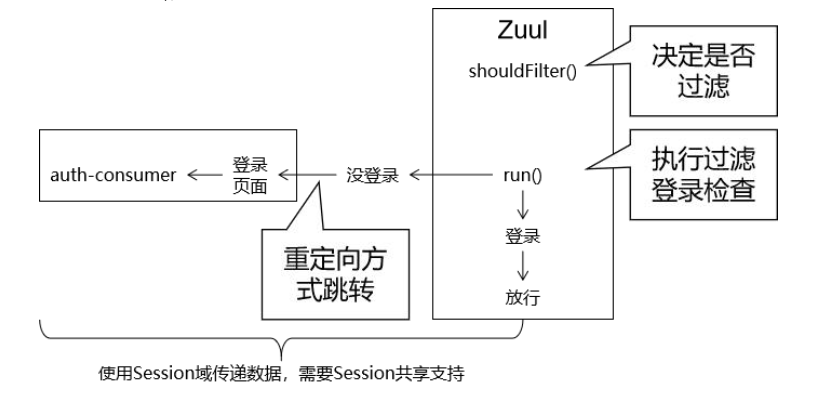 Zuul
shouldFilter()
决定是否
过滤
auth-consumer
登录
页面
没登录
run()
执行过滤
登录检查
登录
放行
重定向方
式跳转
使用Session域传递数据，需要Session共享支持